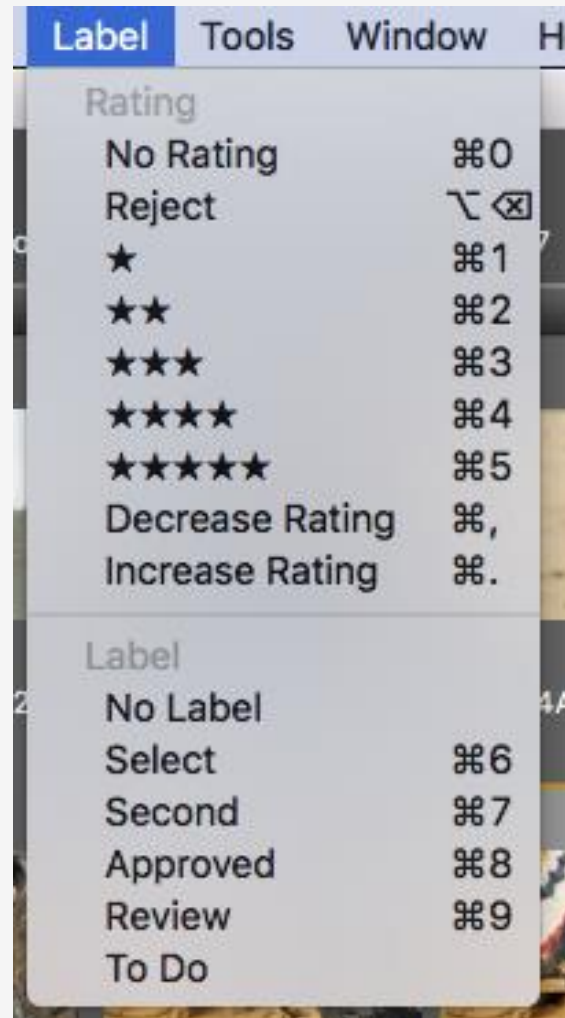 Label Tools Window H
Rating
No Rating ⌘0
Reject ⌥⌫
★ ⌘1
★★ ⌘2
★★★ ⌘3
★★★★ ⌘4
★★★★★ ⌘5
Decrease Rating ⌘,
Increase Rating ⌘.
Label
No Label
Select ⌘6
Second ⌘7
Approved ⌘8
Review ⌘9
To Do